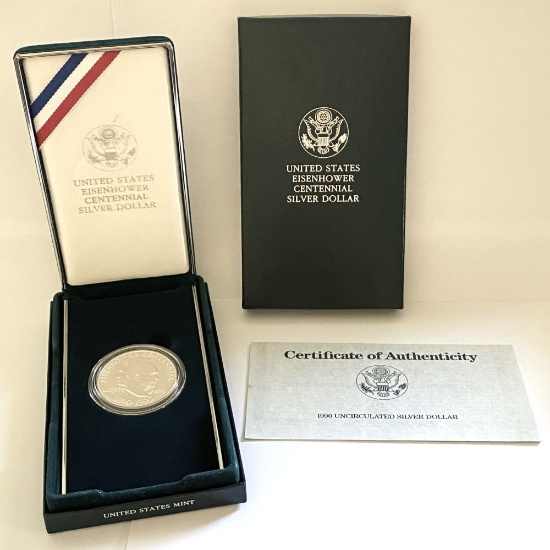 UNITED STATES
EISENHOWER
CENTENNIAL
SILVER DOLLAR
UNITED STATES MINT
UNITED STATES
EISENHOWER
CENTENNIAL
SILVER DOLLAR
Certificate of Authenticity
1990 UNCIRCULATED SILVER DOLLAR